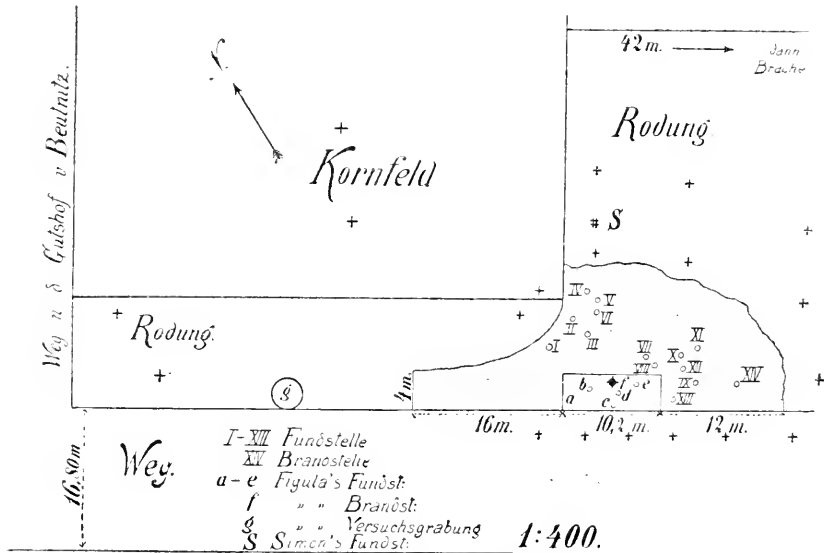 42 m.
dann
Brache
Weg n d Gutshof v Beutnitz.
N
Kornfeld
Rodung
S
IV
V
VI
II
III
I
VIII
XI
X
VII
XII
IX
XIV
XIII
Rodung.
g
4 m.
b
f
e
a
d
c
16 m.
10,2 m.
12 m.
16,80 m
Weg.
I-XIII Fundstelle
XIV Brandstelle
a-e Figula's Fundst:
f " " Brandst:
g " " Versuchsgrabung
S Simon's Fundst:
1:400.